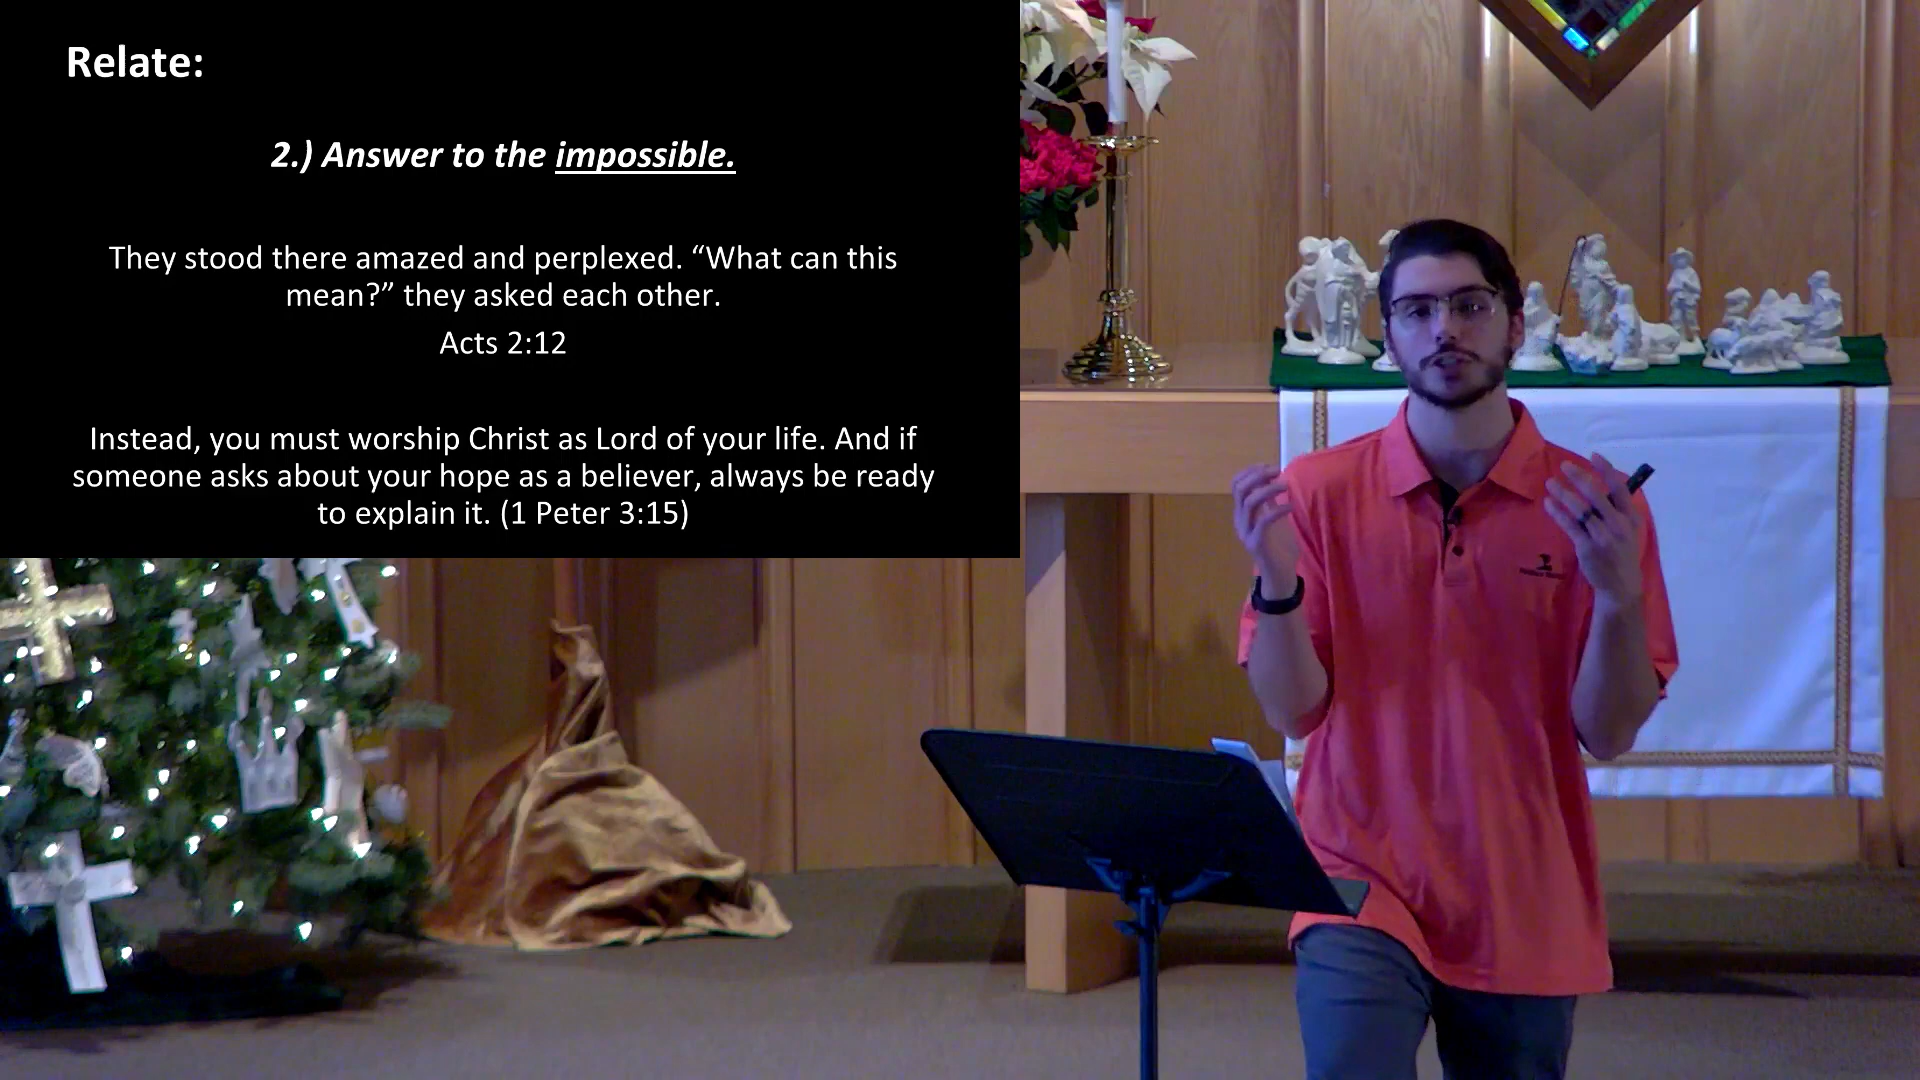 Relate:
2.) Answer to the impossible.
They stood there amazed and perplexed. “What can this
mean?” they asked each other.
Acts 2:12
Instead, you must worship Christ as Lord of your life. And if
someone asks about your hope as a believer, always be ready
to explain it. (1 Peter 3:15)